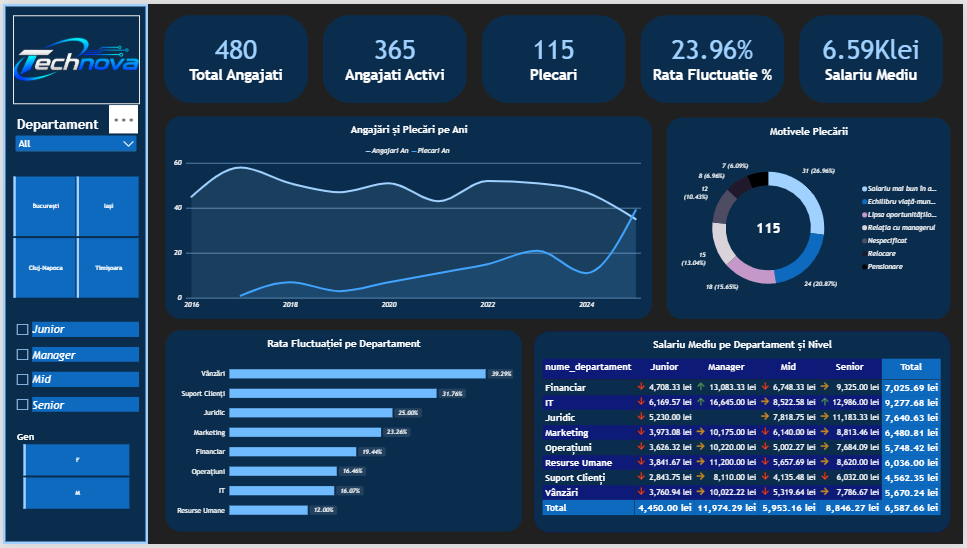 Technova
Departament
All
București
Iași
Cluj-Napoca
Timișoara
Junior
Manager
Mid
Senior
Gen
F
M
480
Total Angajati
365
Angajati Activi
115
Plecari
23.96%
Rata Fluctuatie %
6.59Klei
Salariu Mediu
Angajări și Plecări pe Ani
Angajari An Plecari An
60
40
20
0
2016 2018 2020 2022 2024
Motivele Plecării
31 (26.96%)
24 (20.87%)
18 (15.65%)
15
(13.04%)
12
(10.43%)
8 (6.96%)
7 (6.09%)
115
Salariu mai bun în a...
Echilibru viață-mun...
Lipsa oportunităților...
Relația cu managerul
Nespecificat
Relocare
Pensionare
Rata Fluctuației pe Departament
Vânzări 39.29%
Suport Clienți 31.76%
Juridic 25.00%
Marketing 23.26%
Financiar 19.44%
Operațiuni 16.46%
IT 16.07%
Resurse Umane 12.00%
Salariu Mediu pe Departament și Nivel
nume_departament Junior Manager Mid Senior Total
Financiar 4,708.33 lei 13,083.33 lei 6,748.33 lei 9,325.00 lei 7,025.69 lei
IT 6,169.57 lei 16,645.00 lei 8,522.58 lei 12,986.00 lei 9,277.68 lei
Juridic 5,230.00 lei 7,818.75 lei 11,183.33 lei 7,640.63 lei
Marketing 3,973.08 lei 10,175.00 lei 6,140.00 lei 8,813.46 lei 6,480.81 lei
Operațiuni 3,626.32 lei 10,220.00 lei 5,002.27 lei 7,684.09 lei 5,748.42 lei
Resurse Umane 3,841.67 lei 11,200.00 lei 5,657.69 lei 8,620.00 lei 6,036.00 lei
Suport Clienți 2,843.75 lei 8,110.00 lei 4,135.48 lei 6,032.00 lei 4,562.35 lei
Vânzări 3,760.94 lei 10,022.22 lei 5,319.64 lei 7,786.67 lei 5,670.24 lei
Total 4,450.00 lei 11,974.29 lei 5,953.16 lei 8,846.27 lei 6,587.66 lei